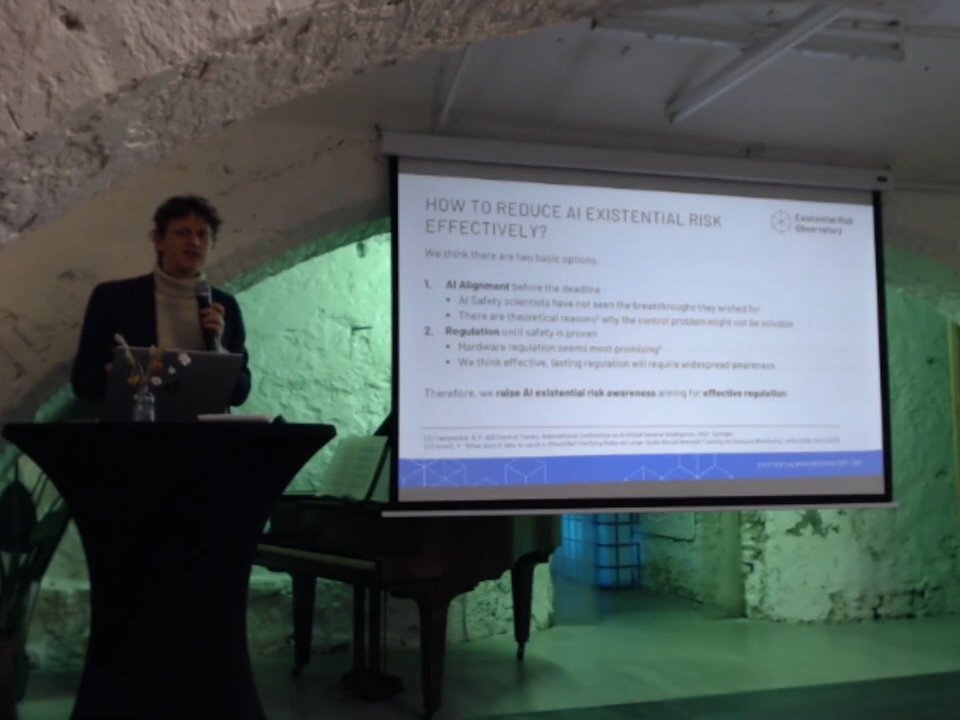 HOW TO REDUCE AI EXISTENTIAL RISK
EFFECTIVELY?
Existential Risk
Observatory
We think there are two basic options:
1. AI Alignment before the deadline
• AI Safety scientists have not seen the breakthroughs they wished for
• There are theoretical reasons¹ why the control problem might not be solvable
2. Regulation until safety is proven
• Hardware regulation seems most promising²
• We think effective, lasting regulation will require widespread awareness
Therefore, we raise AI existential risk awareness aiming for effective regulation